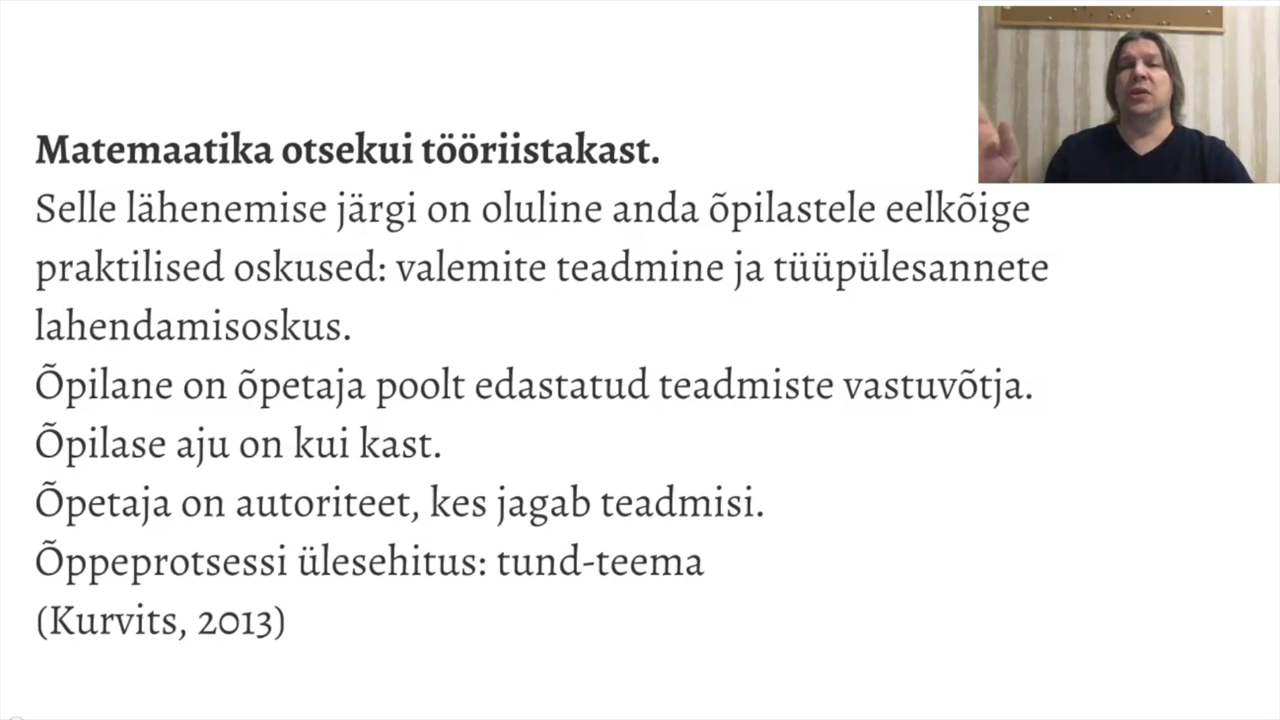 Matemaatika otsekui tööriistakast.
Selle lähenemise järgi on oluline anda õpilastele eelkõige
praktilised oskused: valemite teadmine ja tüüpülesannete
lahendamisoskus.
Õpilane on õpetaja poolt edastatud teadmiste vastuvõtja.
Õpilase aju on kui kast.
Õpetaja on autoriteet, kes jagab teadmisi.
Õppeprotsessi ülesehitus: tund-teema
(Kurvits, 2013)